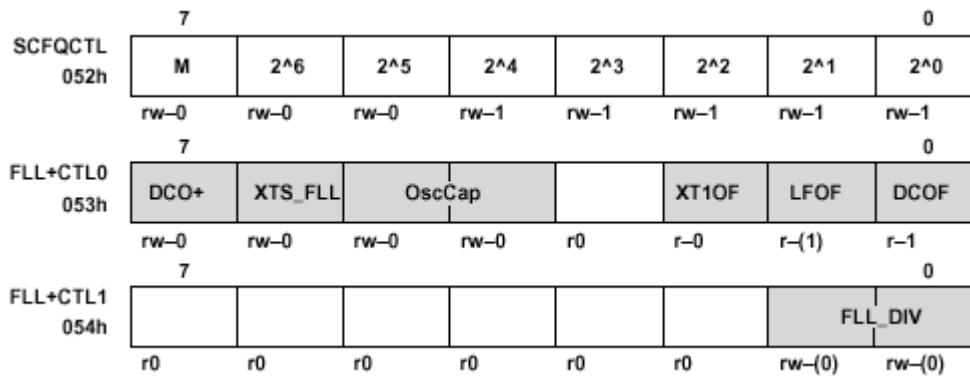 7 0
SCFQCTL
052h
M 2^6 2^5 2^4 2^3 2^2 2^1 2^0
rw–0 rw–0 rw–0 rw–1 rw–1 rw–1 rw–1 rw–1
7 0
FLL+CTL0
053h
DCO+ XTS_FLL OscCap XT1OF LFOF DCOF
rw–0 rw–0 rw–0 rw–0 r0 r–0 r–(1) r–1
7 0
FLL+CTL1
054h
FLL_DIV
r0 r0 r0 r0 r0 r0 rw–(0) rw–(0)